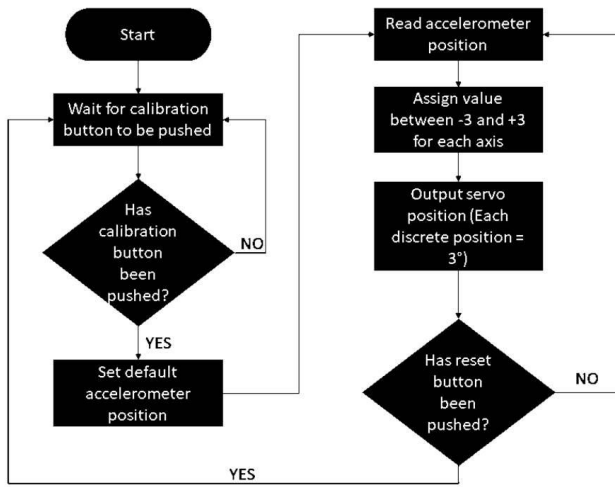 Start
Wait for calibration
button to be pushed
Has
calibration
button
been
pushed?
NO
YES
Set default
accelerometer
position
Read accelerometer
position
Assign value
between -3 and +3
for each axis
Output servo
position (Each
discrete position =
3°)
Has reset
button
been
pushed?
NO
YES